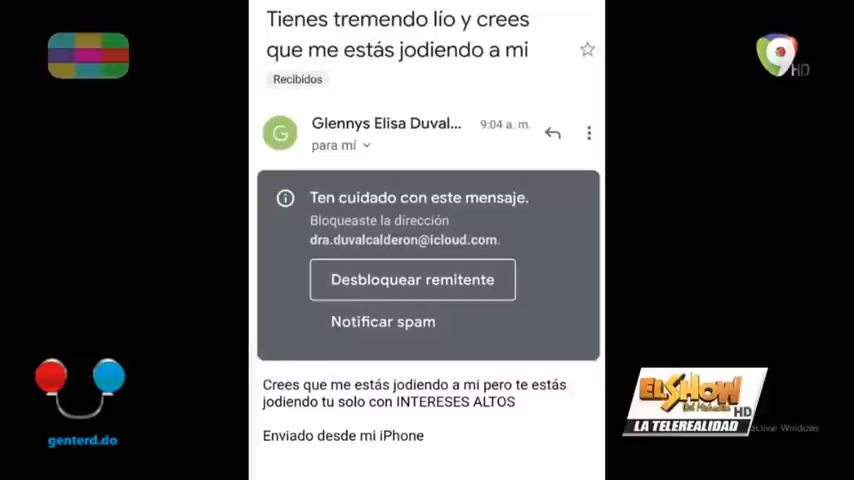 Tienes tremendo lío y crees
que me estás jodiendo a mi
Recibidos
G
Glennys Elisa Duval...
9:04 a. m.
para mí
Ten cuidado con este mensaje.
Bloqueaste la dirección
dra.duvalcalderon@icloud.com.
Desbloquear remitente
Notificar spam
Crees que me estás jodiendo a mi pero te estás
jodiendo tu solo con INTERESES ALTOS
Enviado desde mi iPhone
9
HD
genterd.do
EL SHOW
Del Mediodía
HD
LA TELEREALIDAD
activar Windows.